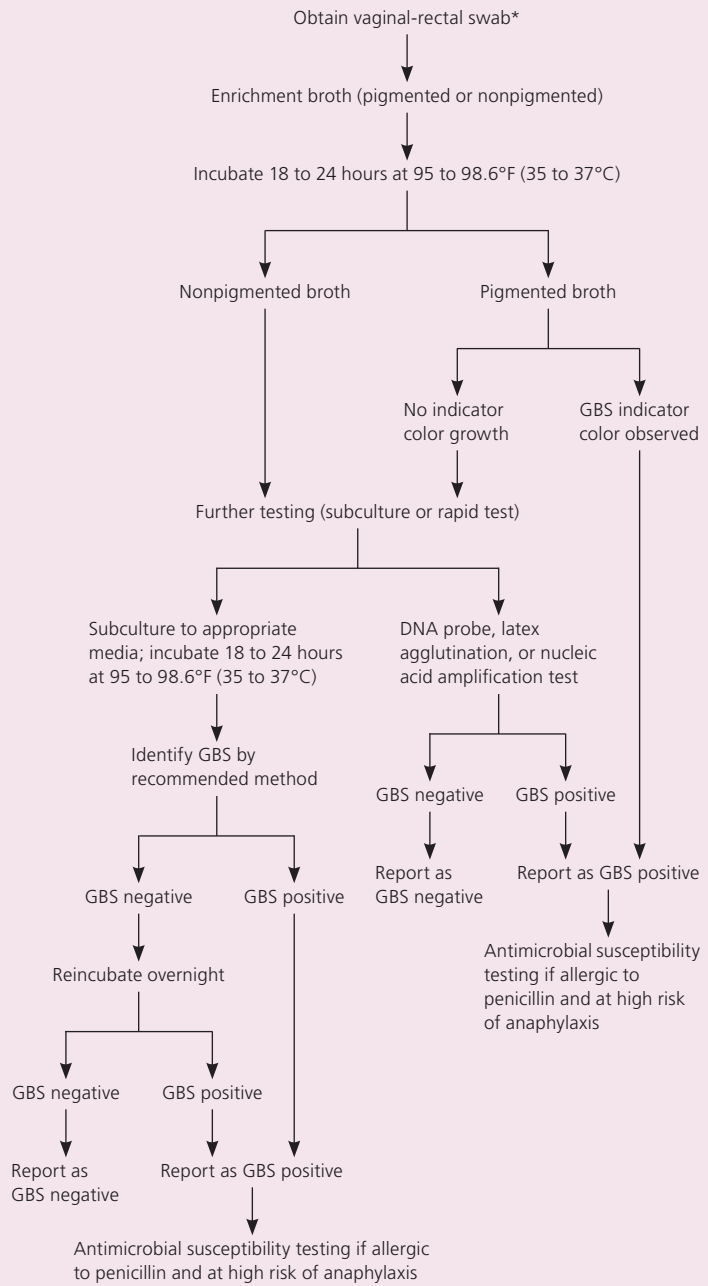 Obtain vaginal-rectal swab*
Enrichment broth (pigmented or nonpigmented)
Incubate 18 to 24 hours at 95 to 98.6°F (35 to 37°C)
Nonpigmented broth
Pigmented broth
No indicator
color growth
GBS indicator
color observed
Further testing (subculture or rapid test)
Subculture to appropriate
media; incubate 18 to 24 hours
at 95 to 98.6°F (35 to 37°C)
DNA probe, latex
agglutination, or nucleic
acid amplification test
Identify GBS by
recommended method
GBS negative
GBS positive
Report as
GBS negative
Report as GBS positive
GBS negative
GBS positive
Antimicrobial susceptibility
testing if allergic to
penicillin and at high risk
of anaphylaxis
Reincubate overnight
GBS negative
GBS positive
Report as
GBS negative
Report as GBS positive
Antimicrobial susceptibility testing if allergic
to penicillin and at high risk of anaphylaxis